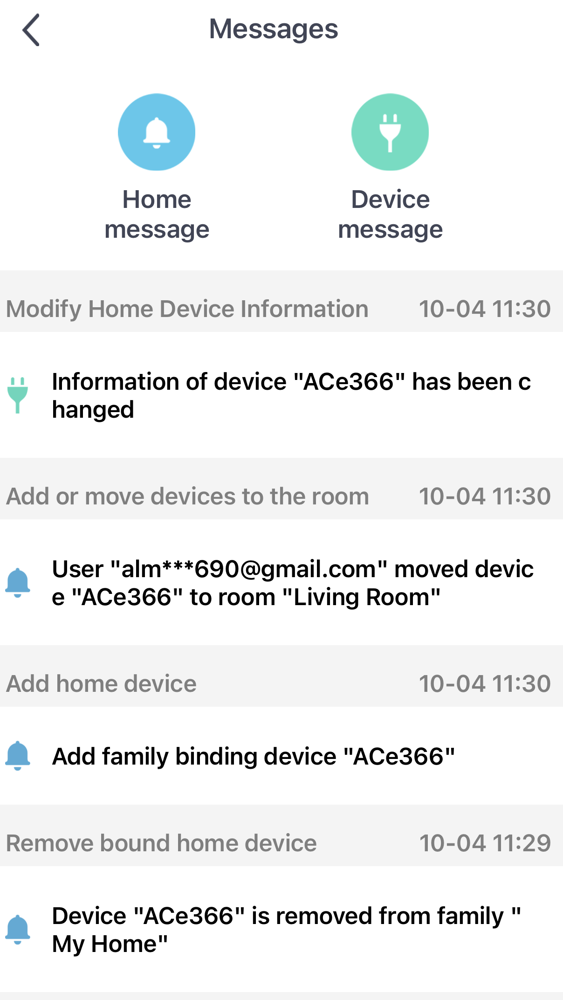 Messages
Home
message
Device
message
Modify Home Device Information 10-04 11:30
Information of device "ACe366" has been c
hanged
Add or move devices to the room 10-04 11:30
User "alm***690@gmail.com" moved devic
e "ACe366" to room "Living Room"
Add home device 10-04 11:30
Add family binding device "ACe366"
Remove bound home device 10-04 11:29
Device "ACe366" is removed from family "
My Home"